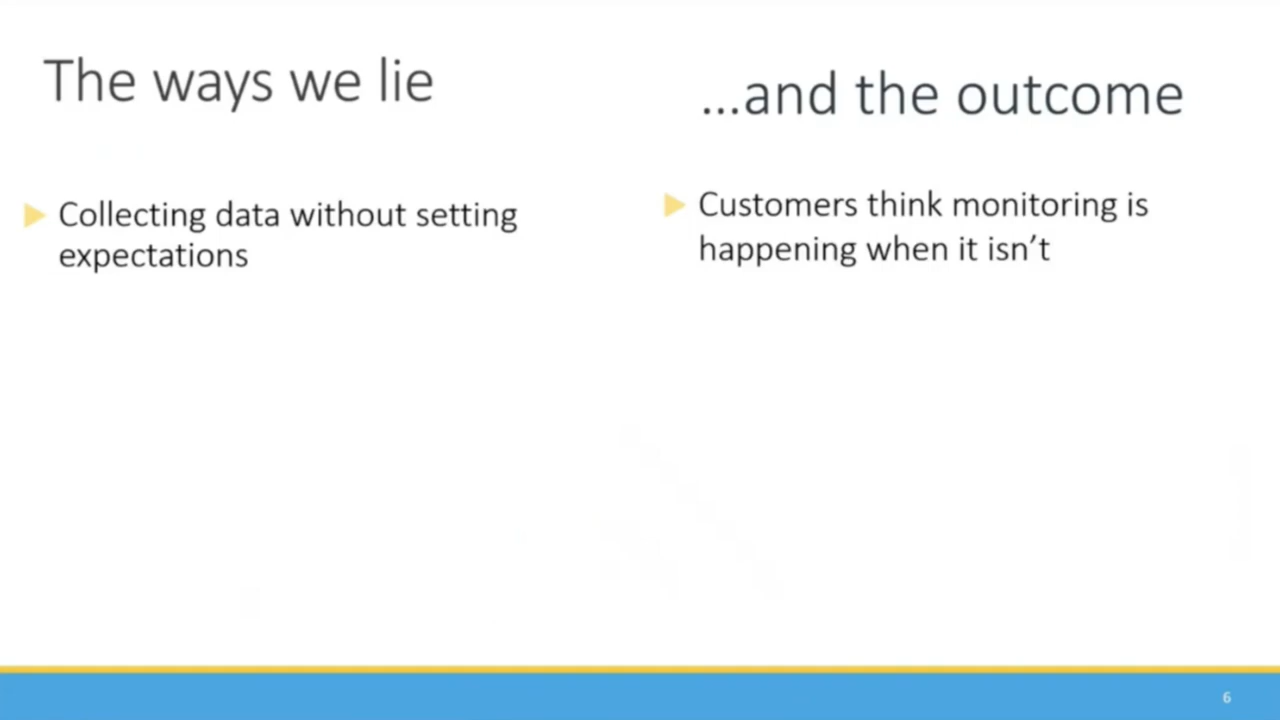 The ways we lie
Collecting data without setting
expectations
…and the outcome
Customers think monitoring is
happening when it isn’t
6